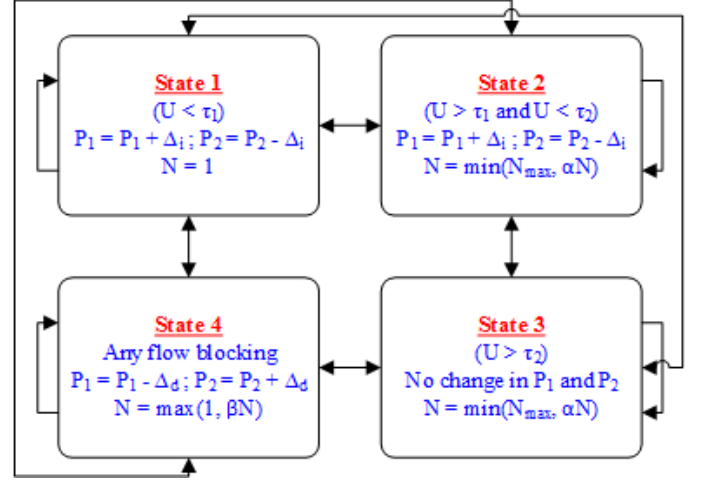 State 1
(U < τ₁)
P₁ = P₁ + Δᵢ ; P₂ = P₂ - Δᵢ
N = 1
State 2
(U > τ₁ and U < τ₂)
P₁ = P₁ + Δᵢ ; P₂ = P₂ - Δᵢ
N = min(Nₘₐₓ, αN)
State 4
Any flow blocking
P₁ = P₁ - Δ_d ; P₂ = P₂ + Δ_d
N = max(1, βN)
State 3
(U > τ₂)
No change in P₁ and P₂
N = min(Nₘₐₓ, αN)